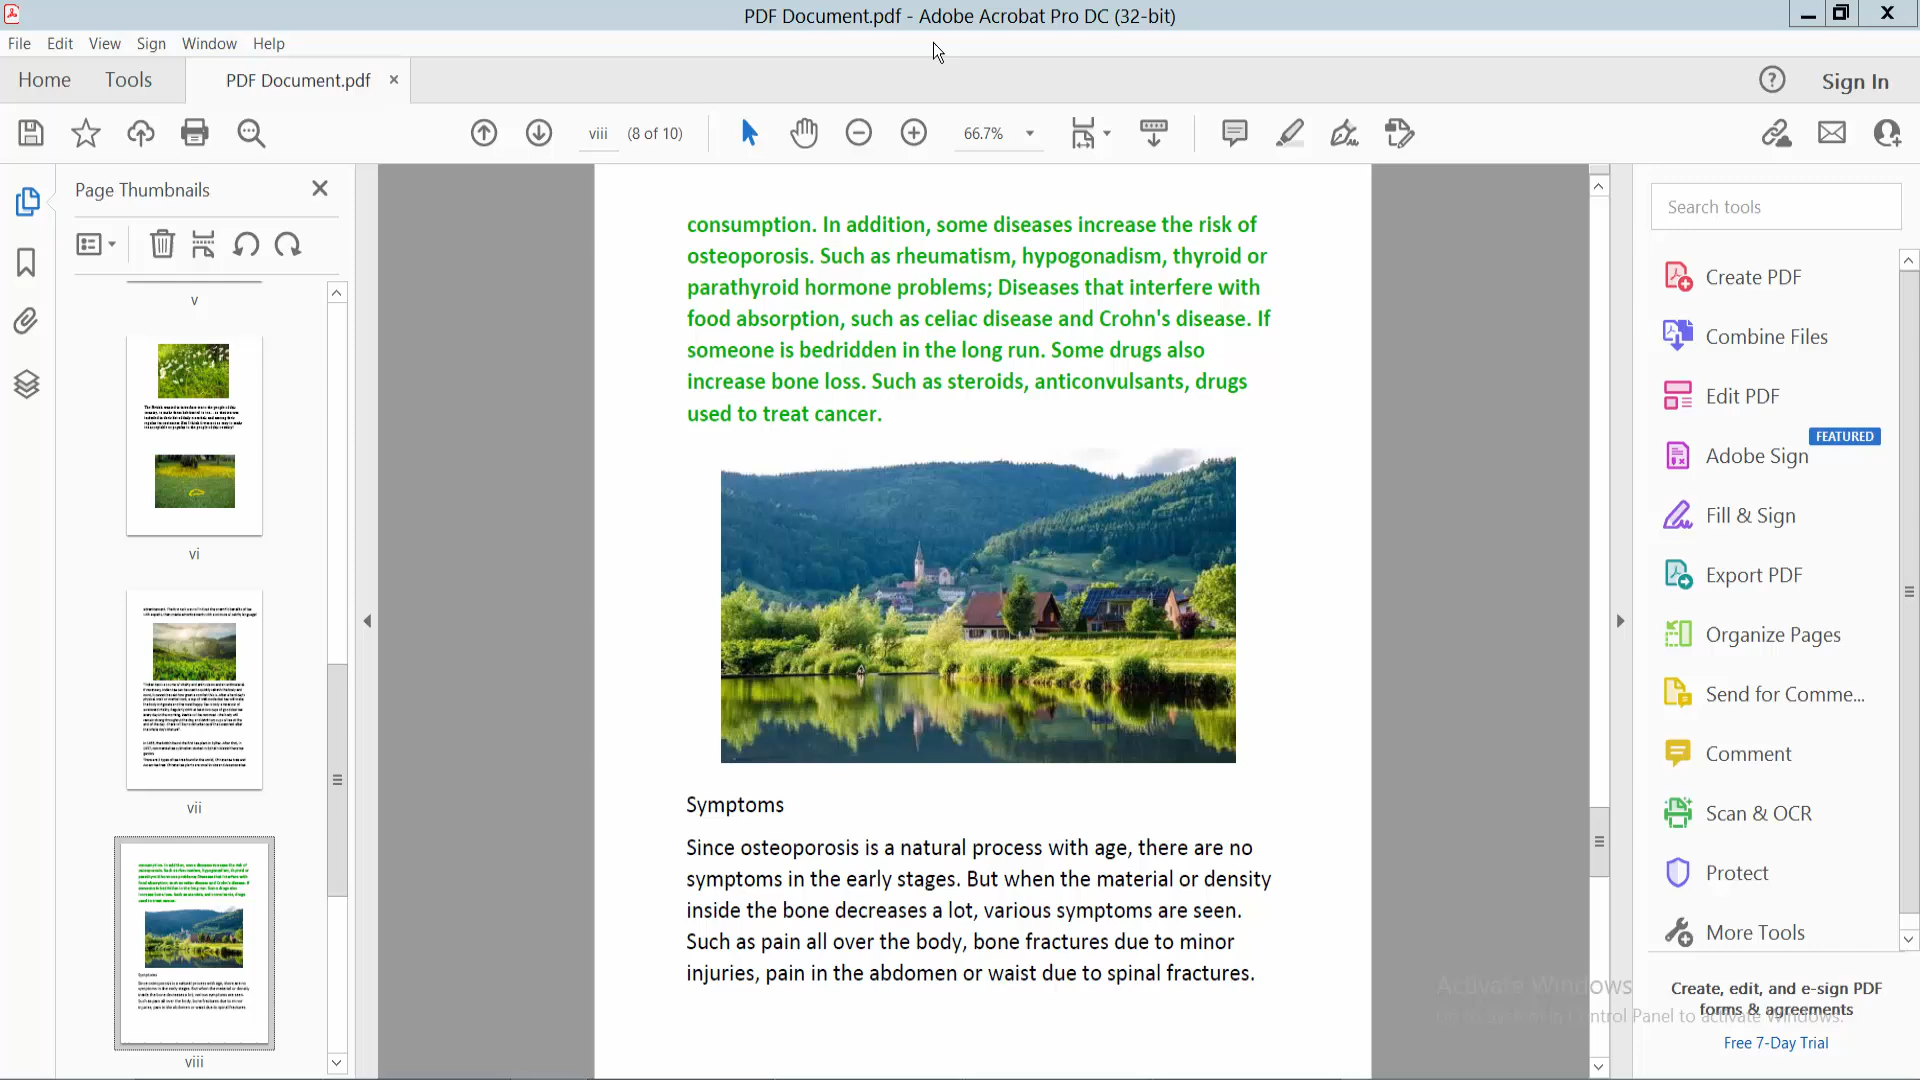 PDF Document.pdf - Adobe Acrobat Pro DC (32-bit)
File Edit View Sign Window Help
Home Tools PDF Document.pdf × Sign In
viii (8 of 10) 66.7%
Page Thumbnails
v
vi
vii
viii
consumption. In addition, some diseases increase the risk of
osteoporosis. Such as rheumatism, hypogonadism, thyroid or
parathyroid hormone problems; Diseases that interfere with
food absorption, such as celiac disease and Crohn's disease. If
someone is bedridden in the long run. Some drugs also
increase bone loss. Such as steroids, anticonvulsants, drugs
used to treat cancer.
Symptoms
Since osteoporosis is a natural process with age, there are no
symptoms in the early stages. But when the material or density
inside the bone decreases a lot, various symptoms are seen.
Such as pain all over the body, bone fractures due to minor
injuries, pain in the abdomen or waist due to spinal fractures.
Search tools
Create PDF
Combine Files
Edit PDF
FEATURED
Adobe Sign
Fill & Sign
Export PDF
Organize Pages
Send for Comme...
Comment
Scan & OCR
Protect
More Tools
Activate Windows
Control Panel to activate Windows.
Create, edit, and e-sign PDF
forms & agreements
Free 7-Day Trial